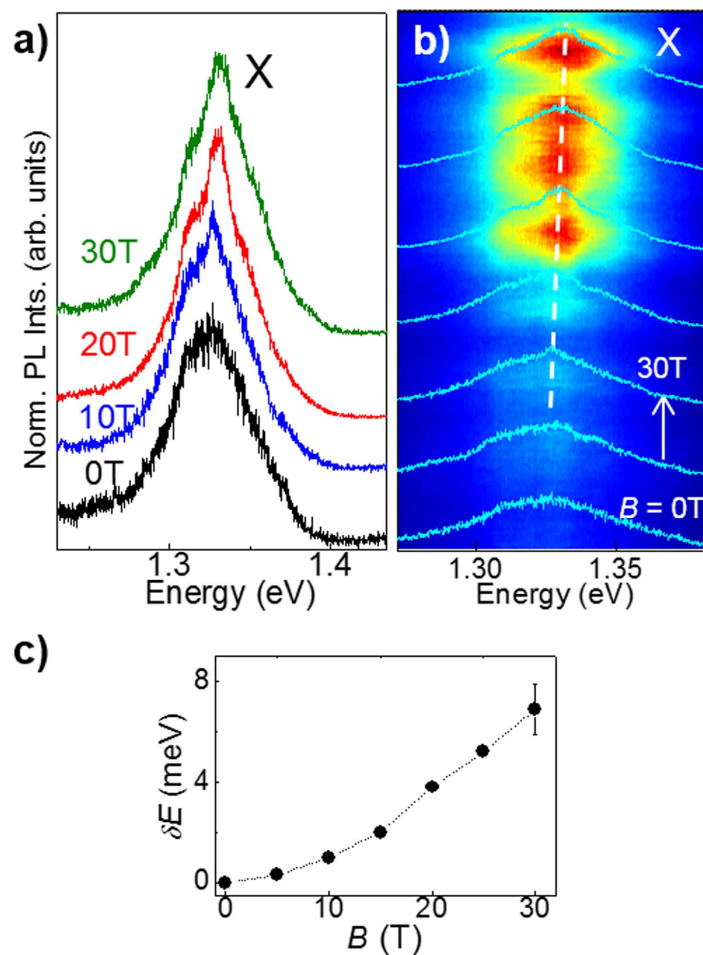 a)
X
30T
20T
10T
0T
Norm. PL Ints. (arb. units)
1.3
1.4
Energy (eV)
b)
X
30T
B = 0T
1.30
1.35
Energy (eV)
c)
8
4
0
δE (meV)
0
10
20
30
B (T)